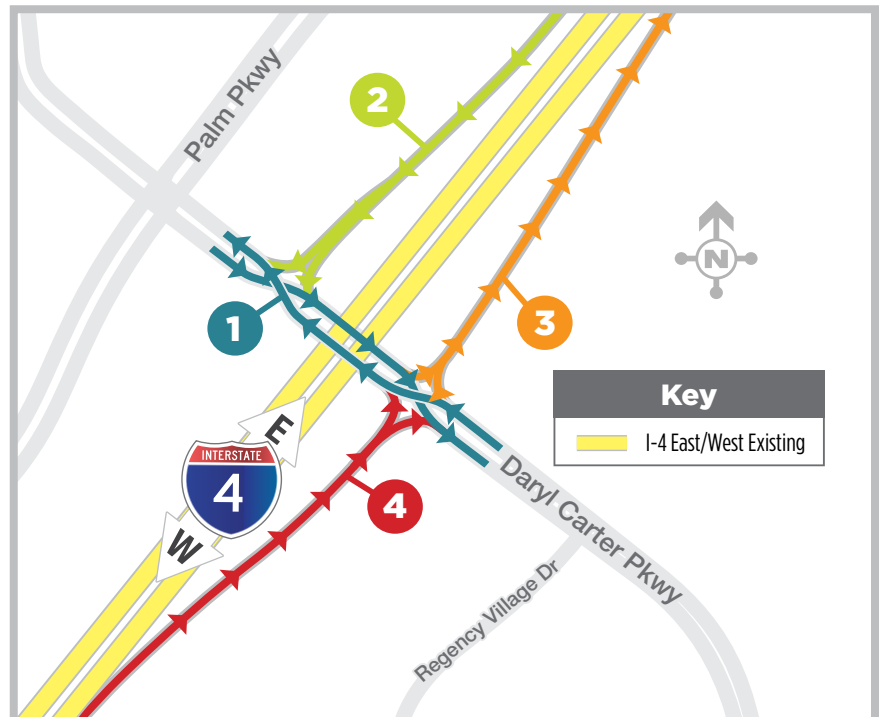 Palm Pkwy
2
N
1
3
Key
I-4 East/West Existing
E
INTERSTATE
4
W
4
Daryl Carter Pkwy
Regency Village Dr